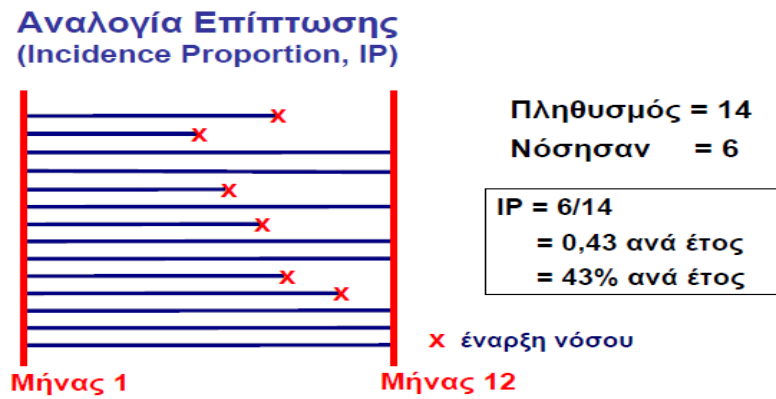 Αναλογία Επίπτωσης
(Incidence Proportion, IP)
Πληθυσμός = 14
Νόσησαν = 6
IP = 6/14
= 0,43 ανά έτος
= 43% ανά έτος
x
x
x
x
x
x
x έναρξη νόσου
Μήνας 1
Μήνας 12